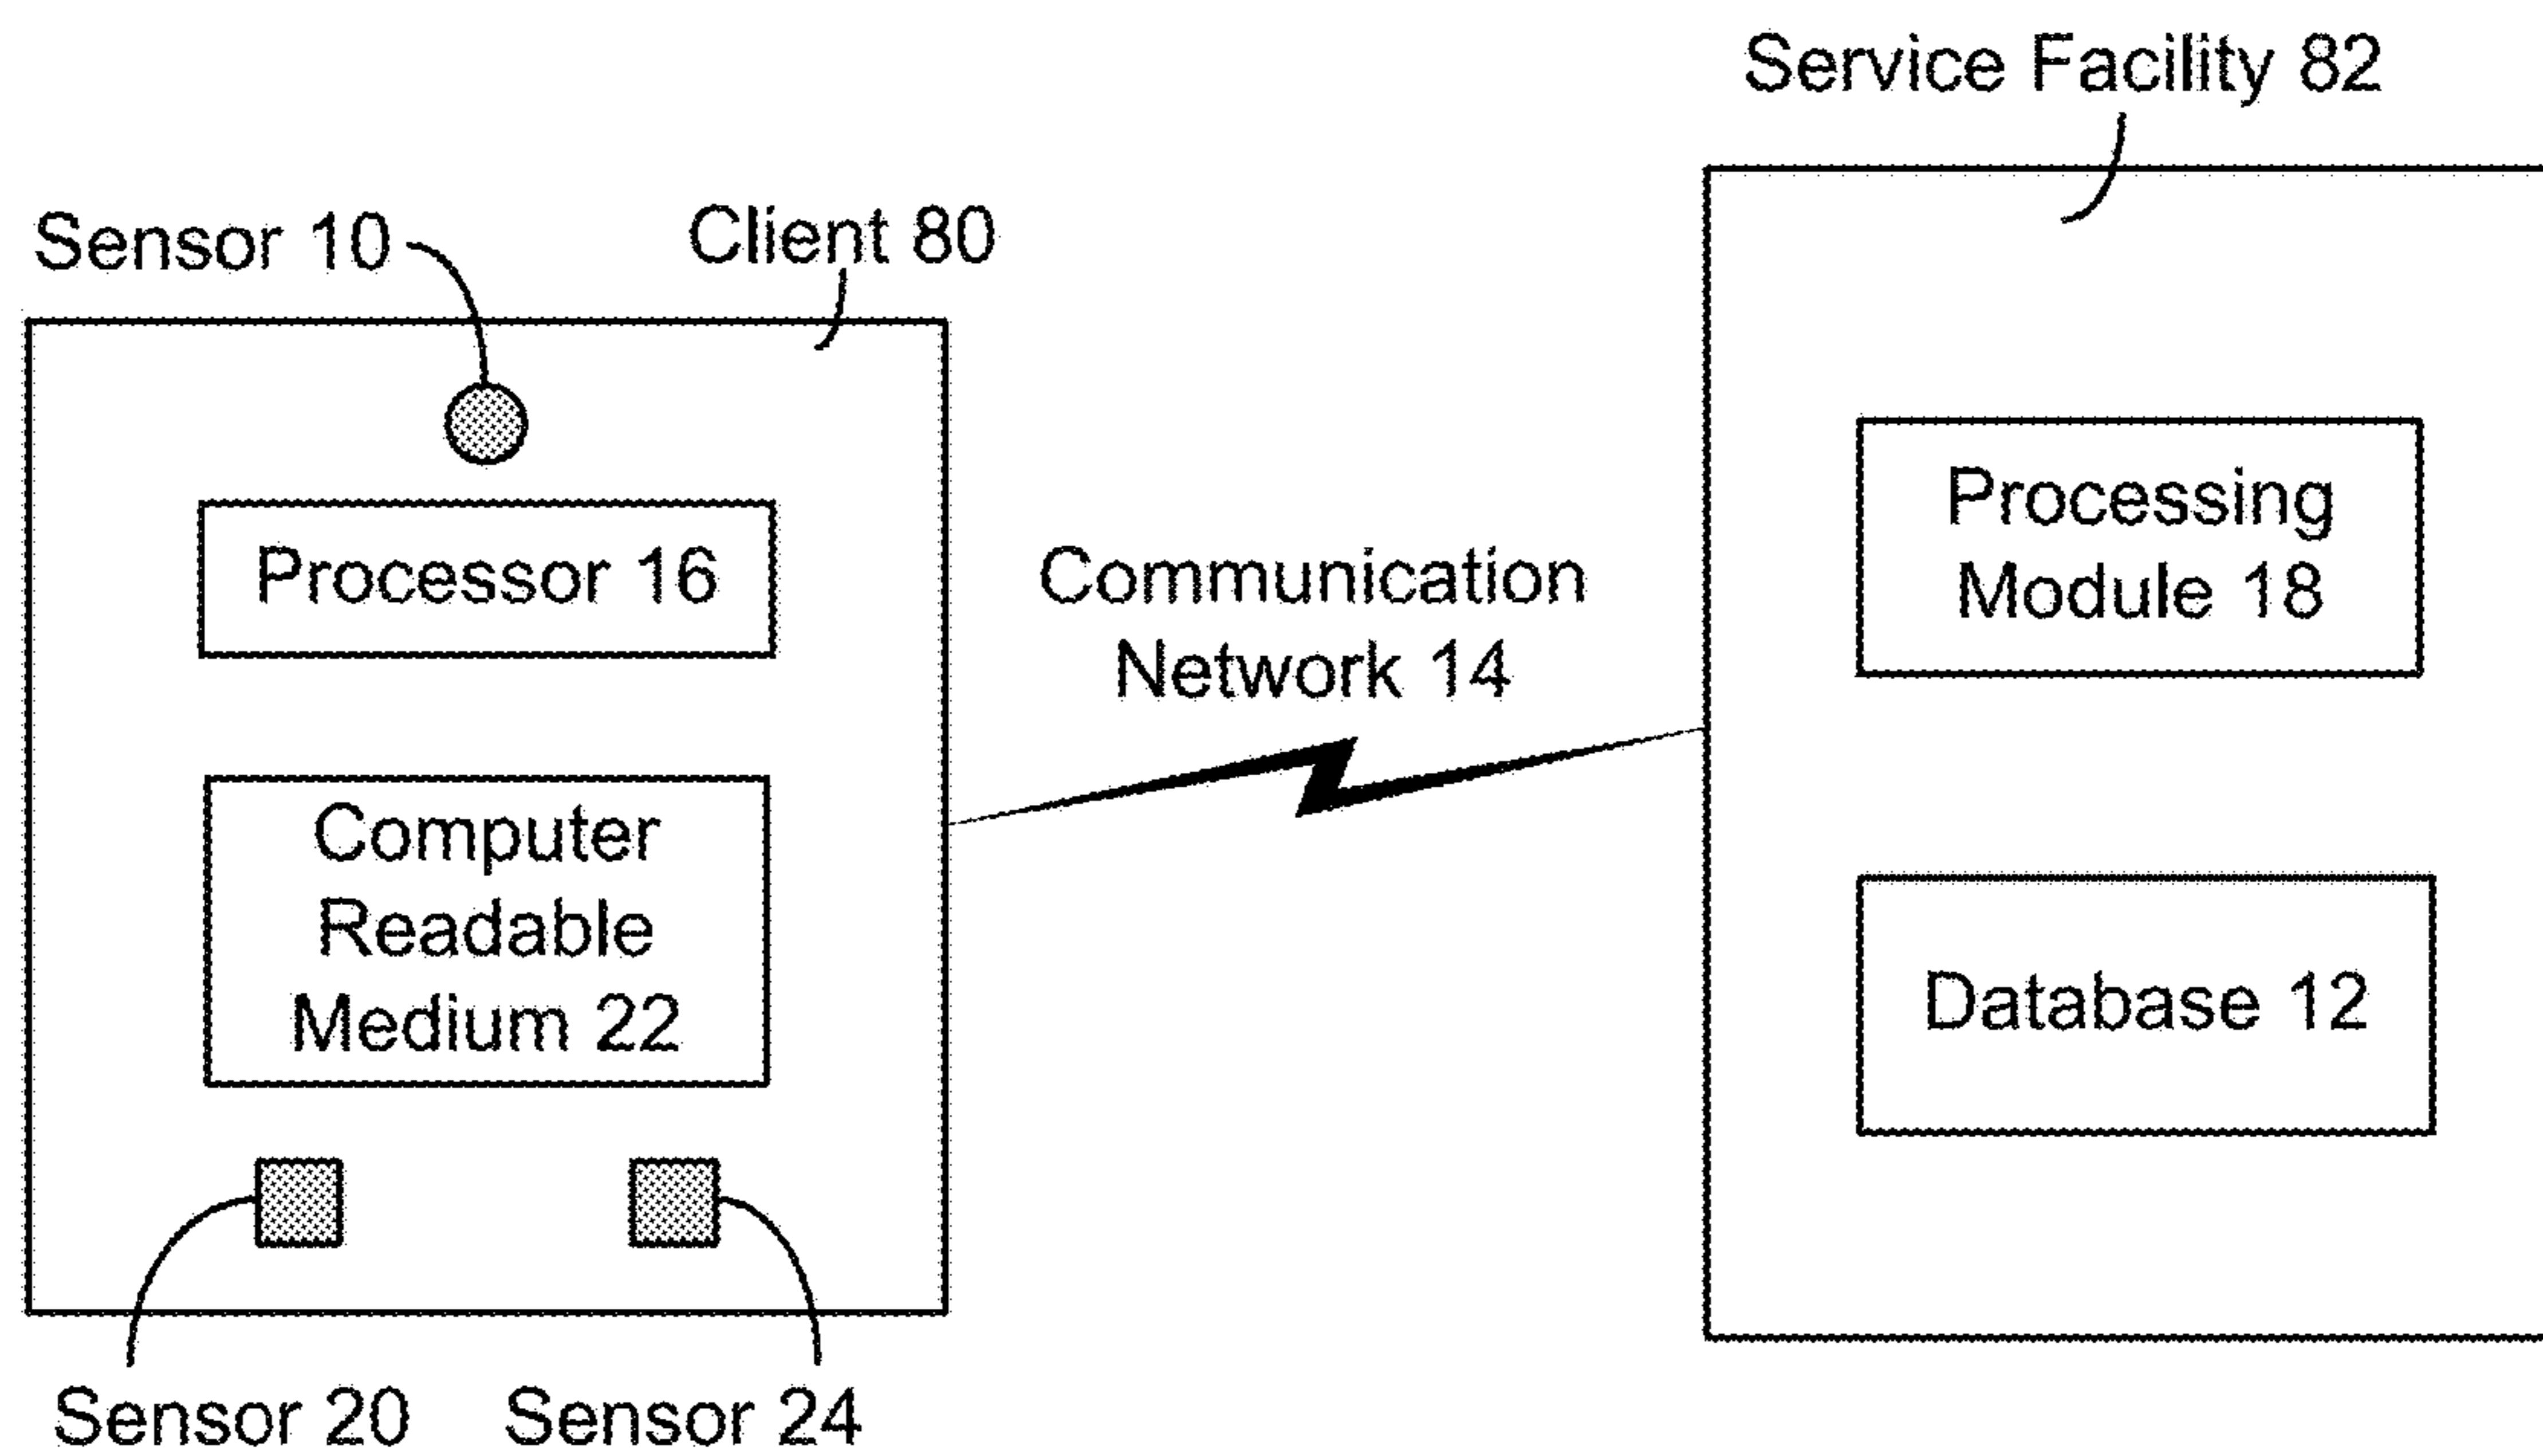 Service Facility 82
Sensor 10
Client 80
Processor 16
Computer
Readable
Medium 22
Sensor 20
Sensor 24
Communication
Network 14
Processing
Module 18
Database 12